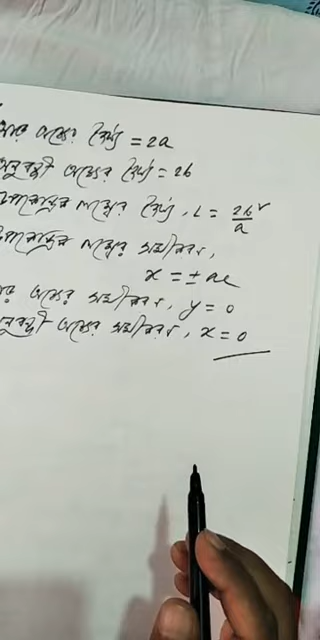 অক্ষের দৈর্ঘ্য = 2a
অনুবন্ধী অক্ষের দৈর্ঘ্য = 2b
লম্বের দৈর্ঘ্য, L = 2b²/a
লম্বের সমীকরণ,
x = ± ae
অক্ষের সমীকরণ, y = 0
অক্ষের সমীকরণ, x = 0